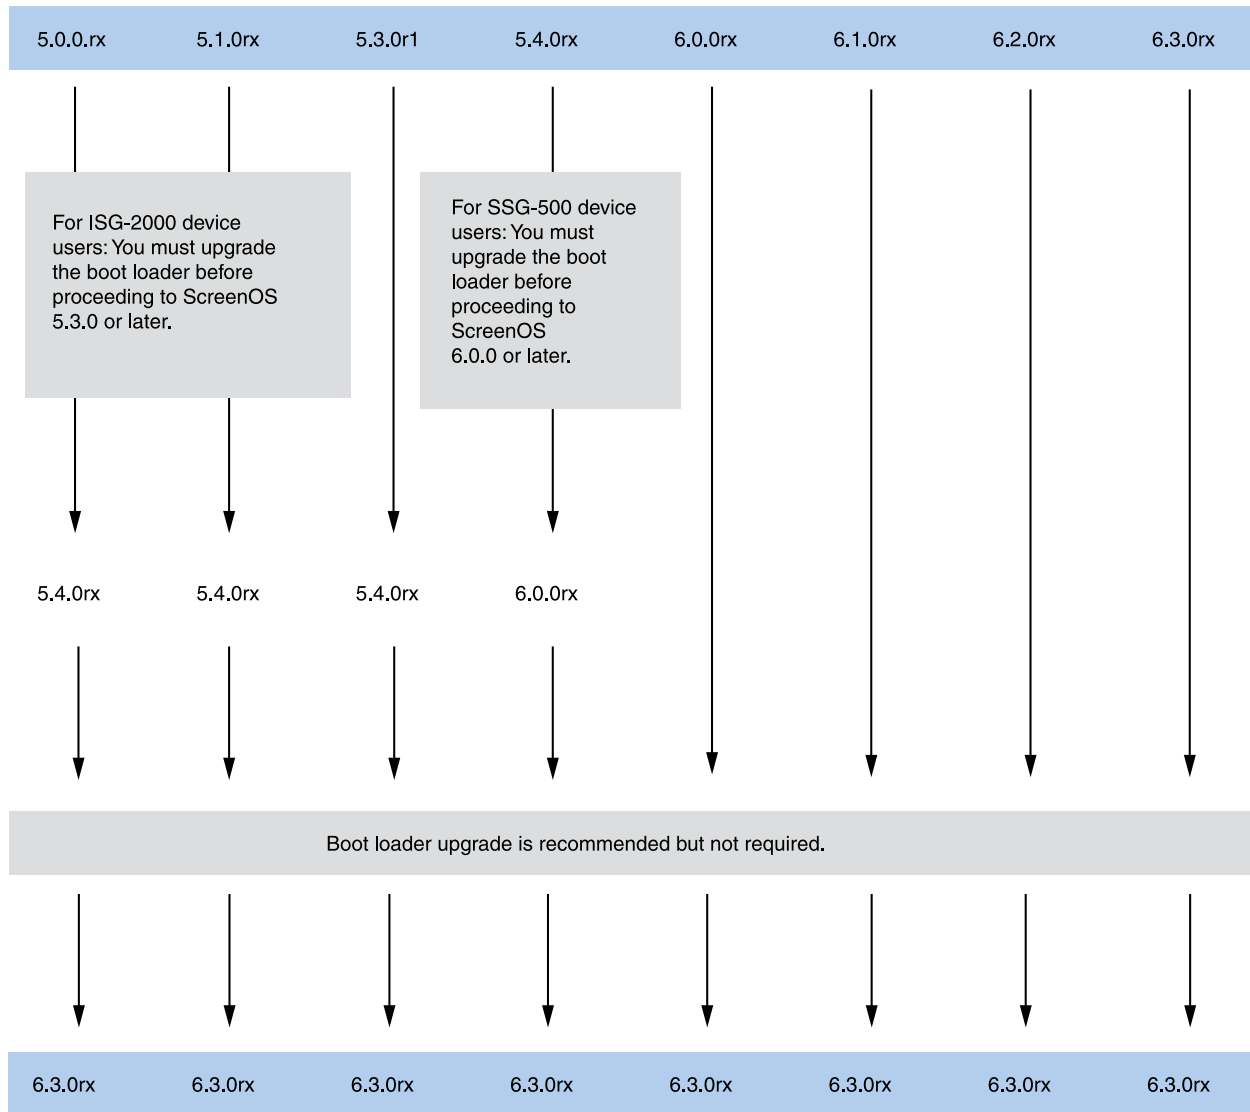 5.0.0.rx 5.1.0rx 5.3.0r1 5.4.0rx 6.0.0rx 6.1.0rx 6.2.0rx 6.3.0rx
For ISG-2000 device
users: You must upgrade
the boot loader before
proceeding to ScreenOS
5.3.0 or later.
For SSG-500 device
users: You must
upgrade the boot
loader before
proceeding to
ScreenOS
6.0.0 or later.
5.4.0rx 5.4.0rx 5.4.0rx 6.0.0rx
Boot loader upgrade is recommended but not required.
6.3.0rx 6.3.0rx 6.3.0rx 6.3.0rx 6.3.0rx 6.3.0rx 6.3.0rx 6.3.0rx